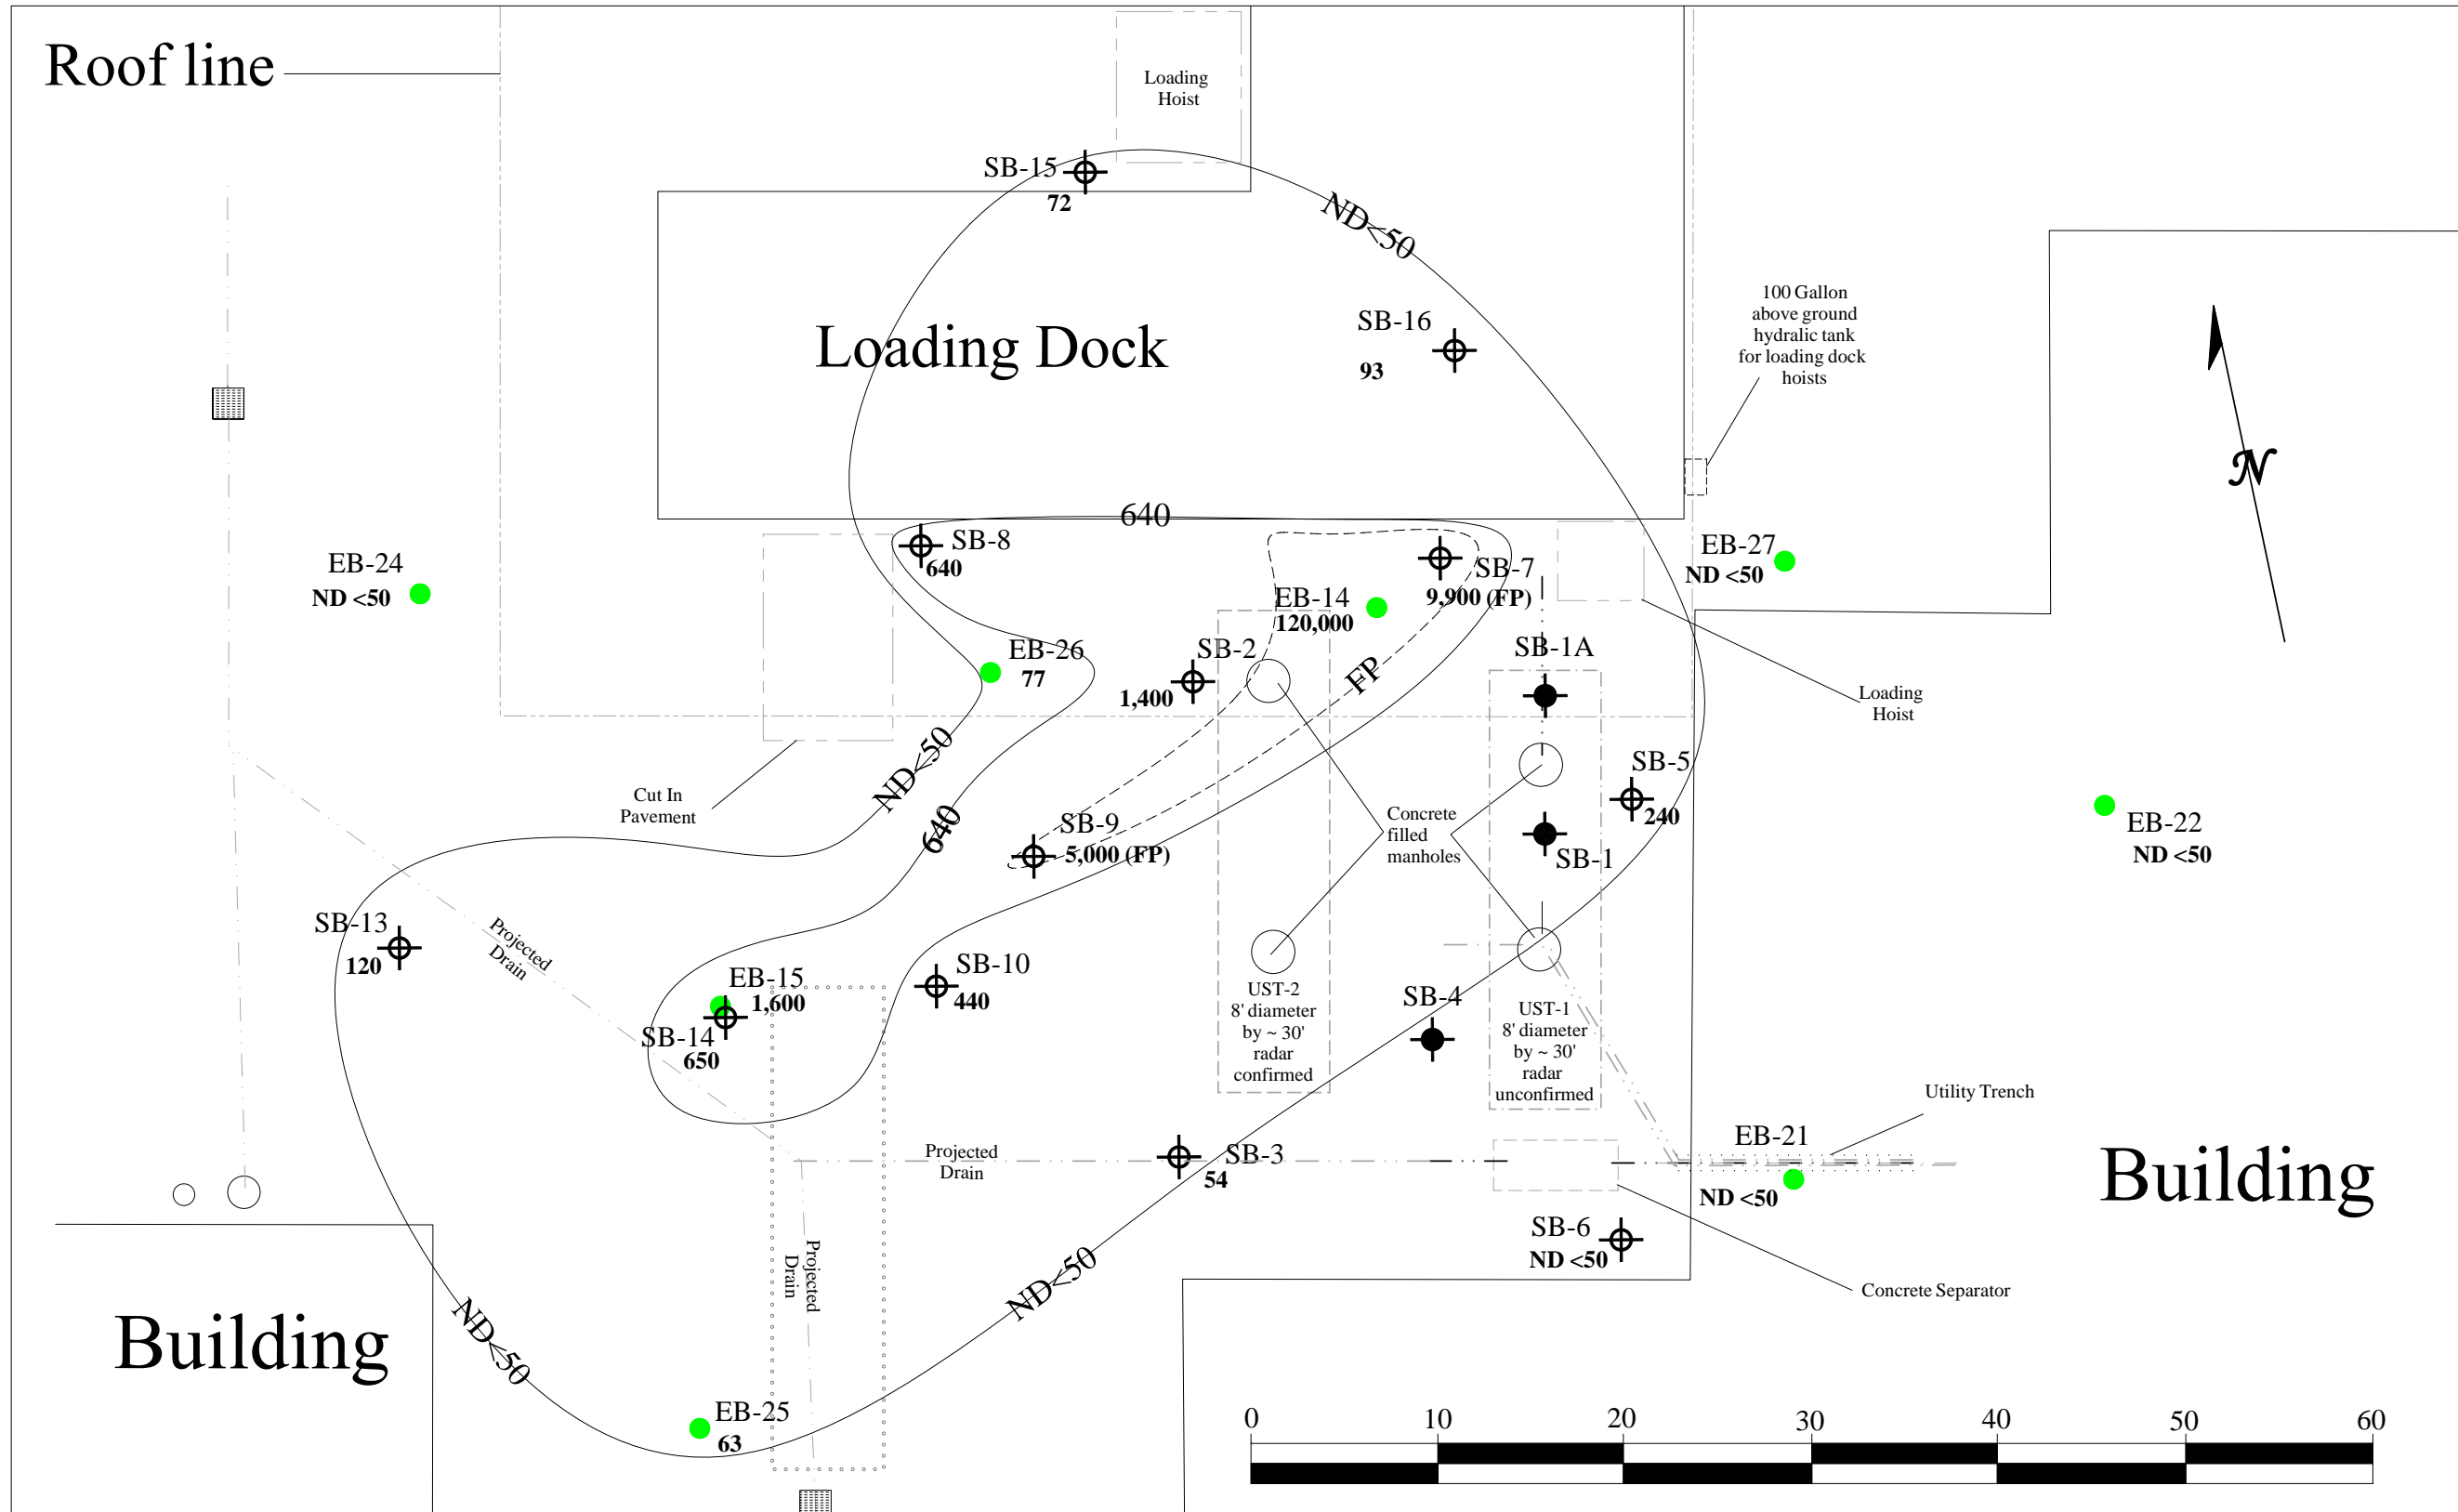 Roof line
Loading
Hoist
SB-15
72
ND<50
SB-16
93
Loading Dock
100 Gallon
above ground
hydralic tank
for loading dock
hoists
N
640
SB-8
640
EB-24
ND <50
EB-27
ND <50
SB-7
9,900 (FP)
EB-14
120,000
SB-1A
EB-26
77
SB-2
1,400
FP
Loading
Hoist
ND<50
Cut In
Pavement
640
SB-9
5,000 (FP)
Concrete
filled
manholes
SB-5
240
SB-1
EB-22
ND <50
SB-13
120
Projected
Drain
EB-15
1,600
SB-14
650
SB-10
440
UST-2
8' diameter
by ~ 30'
radar
confirmed
SB-4
UST-1
8' diameter
by ~ 30'
radar
unconfirmed
Utility Trench
EB-21
ND <50
Projected
Drain
SB-3
54
Building
SB-6
ND <50
Concrete Separator
Projected
Drain
ND<50
Building
ND<50
EB-25
63
0 10 20 30 40 50 60